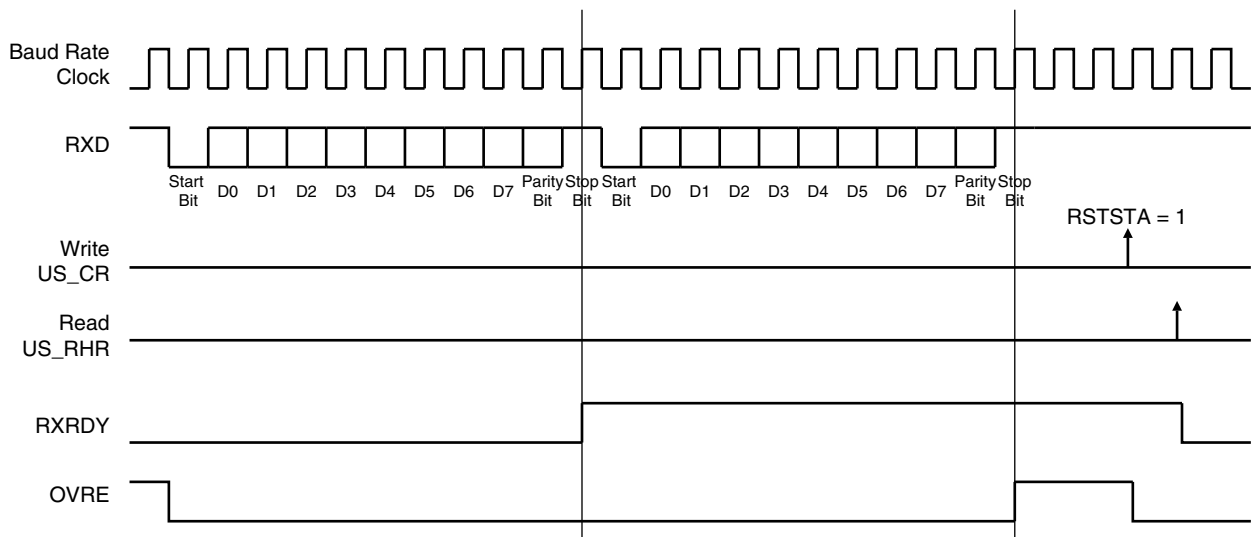 Baud Rate
Clock
RXD
Start
Bit
D0 D1 D2 D3 D4 D5 D6 D7
Parity
Bit
Stop
Bit
Start
Bit
D0 D1 D2 D3 D4 D5 D6 D7
Parity
Bit
Stop
Bit
RSTSTA = 1
Write
US_CR
Read
US_RHR
RXRDY
OVRE